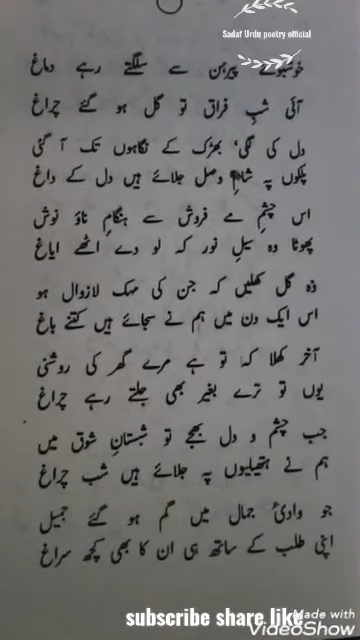 Sadaf Urdu poetry official
خوشبوئے پیرہن سے سلگتے رہے دماغ
آئی شبِ فراق تو گل ہو گئے چراغ
دل کی لگی، بھڑک کے نگاہوں تک آ گئی
پلکوں پہ شامِ وصل جلائے ہیں دل کے داغ
اس چشمِ مے فروش سے ہنگامِ ناؤ نوش
پھوٹا وہ سیلِ نور کہ لو دے اٹھے ایاغ
وہ گل کھلیں کہ جن کی مہک لازوال ہو
اس ایک دن میں ہم نے سجائے ہیں کتنے باغ
آخر کھلا کہ تو ہے مرے گھر کی روشنی
یوں تو ترے بغیر بھی جلتے رہے چراغ
جب چشم و دل بجھے تو شبستانِ شوق میں
ہم نے ہتھیلیوں پہ جلائے ہیں شب چراغ
جو وادیٔ جمال میں گم ہو گئے جمیل
اپنی طلب کے ساتھ ہی ان کا بھی کچھ سراغ
subscribe share like
Made with
VideoShow